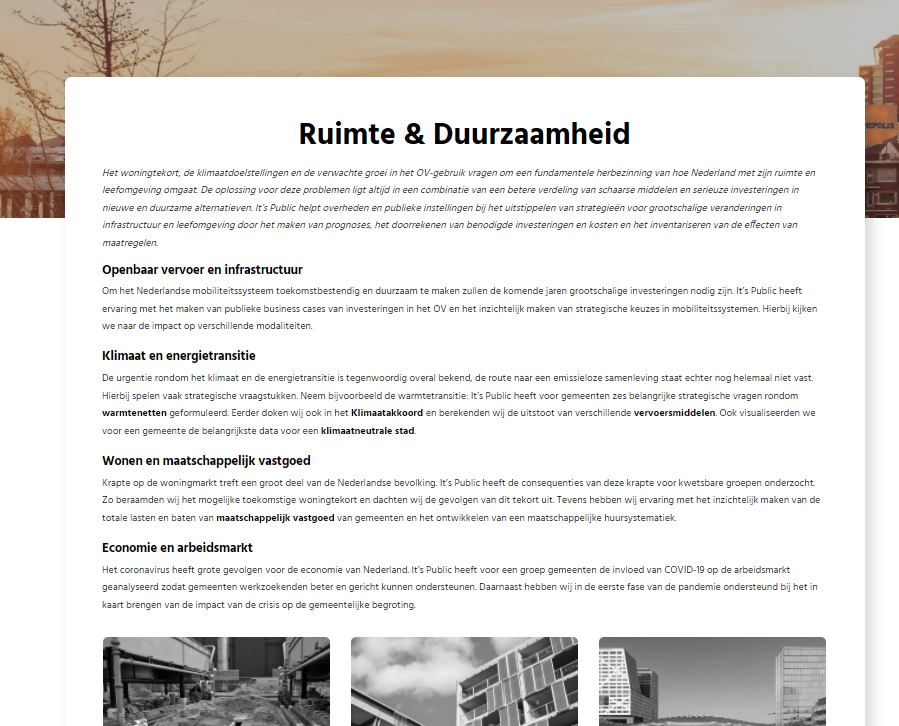 Ruimte & Duurzaamheid
Het woningtekort, de klimaatdoelstellingen en de verwachte groei in het OV-gebruik vragen om een fundamentele herbezinning van hoe Nederland met zijn ruimte en
leefomgeving omgaat. De oplossing voor deze problemen ligt altijd in een combinatie van een betere verdeling van schaarse middelen en serieuze investeringen in
nieuwe en duurzame alternatieven. It's Public helpt overheden en publieke instellingen bij het uitstippelen van strategieën voor grootschalige veranderingen in
infrastructuur en leefomgeving door het maken van prognoses, het doorrekenen van benodigde investeringen en kosten en het inventariseren van de effecten van
maatregelen.
Openbaar vervoer en infrastructuur
Om het Nederlandse mobiliteitssysteem toekomstbestendig en duurzaam te maken zullen de komende jaren grootschalige investeringen nodig zijn. It's Public heeft
ervaring met het maken van publieke business cases van investeringen in het OV en het inzichtelijk maken van strategische keuzes in mobiliteitssystemen. Hierbij kijken
we naar de impact op verschillende modaliteiten.
Klimaat en energietransitie
De urgentie rondom het klimaat en de energietransitie is tegenwoordig overal bekend, de route naar een emissieloze samenleving staat echter nog helemaal niet vast.
Hierbij spelen vaak strategische vraagstukken. Neem bijvoorbeeld de warmtetransitie: It's Public heeft voor gemeenten zes belangrijke strategische vragen rondom
warmtenetten geformuleerd. Eerder doken wij ook in het Klimaatakkoord en berekenden wij de uitstoot van verschillende vervoersmiddelen. Ook visualiseerden we
voor een gemeente de belangrijkste data voor een klimaatneutrale stad.
Wonen en maatschappelijk vastgoed
Krapte op de woningmarkt treft een groot deel van de Nederlandse bevolking. It's Public heeft de consequenties van deze krapte voor kwetsbare groepen onderzocht.
Zo beraamden wij het mogelijke toekomstige woningtekort en dachten wij de gevolgen van dit tekort uit. Tevens hebben wij ervaring met het inzichtelijk maken van de
totale lasten en baten van maatschappelijk vastgoed van gemeenten en het ontwikkelen van een maatschappelijke huursystematiek.
Economie en arbeidsmarkt
Het coronavirus heeft grote gevolgen voor de economie van Nederland. It's Public heeft voor een groep gemeenten de invloed van COVID-19 op de arbeidsmarkt
geanalyseerd zodat gemeenten werkzoekenden beter en gericht kunnen ondersteunen. Daarnaast hebben wij in de eerste fase van de pandemie ondersteund bij het in
kaart brengen van de impact van de crisis op de gemeentelijke begroting.